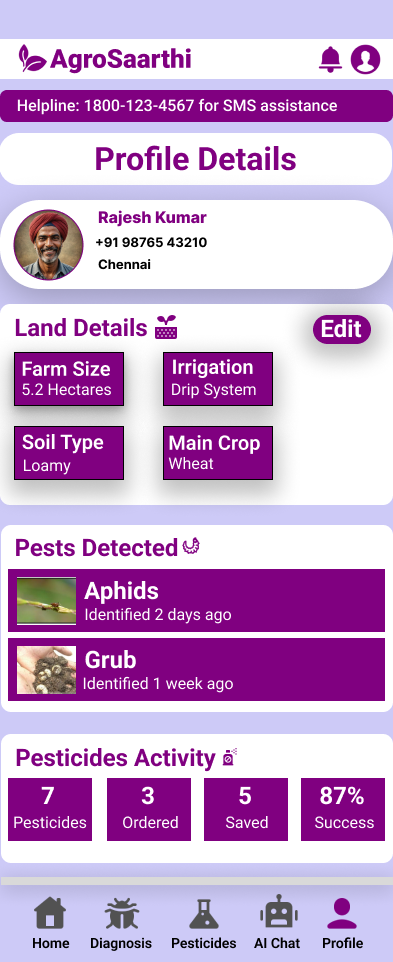 AgroSaarthi
Helpline: 1800-123-4567 for SMS assistance
Profile Details
Rajesh Kumar
+91 98765 43210
Chennai
Land Details
Edit
Farm Size
5.2 Hectares
Irrigation
Drip System
Soil Type
Loamy
Main Crop
Wheat
Pests Detected
Aphids
Identified 2 days ago
Grub
Identified 1 week ago
Pesticides Activity
7
Pesticides
3
Ordered
5
Saved
87%
Success
Home
Diagnosis
Pesticides
AI Chat
Profile